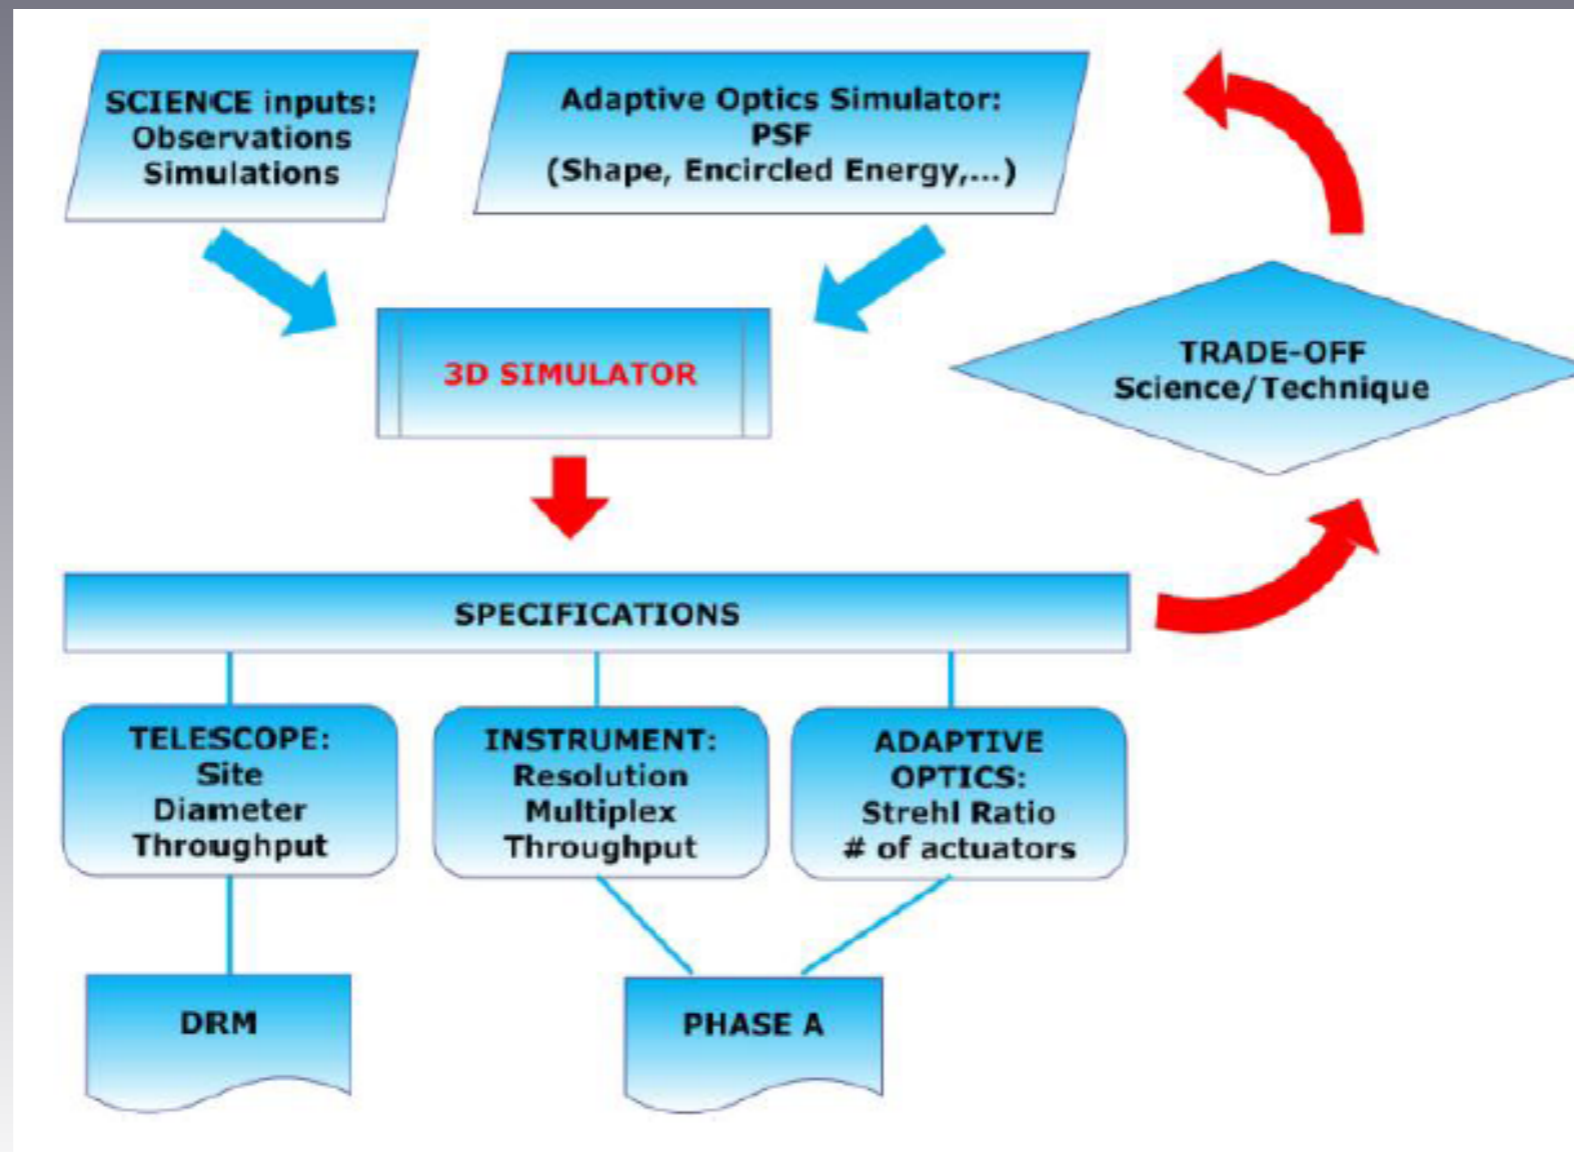 SCIENCE inputs:
Observations
Simulations
Adaptive Optics Simulator:
PSF
(Shape, Encircled Energy,...)
3D SIMULATOR
TRADE-OFF
Science/Technique
SPECIFICATIONS
TELESCOPE:
Site
Diameter
Throughput
INSTRUMENT:
Resolution
Multiplex
Throughput
ADAPTIVE
OPTICS:
Strehl Ratio
# of actuators
DRM
PHASE A